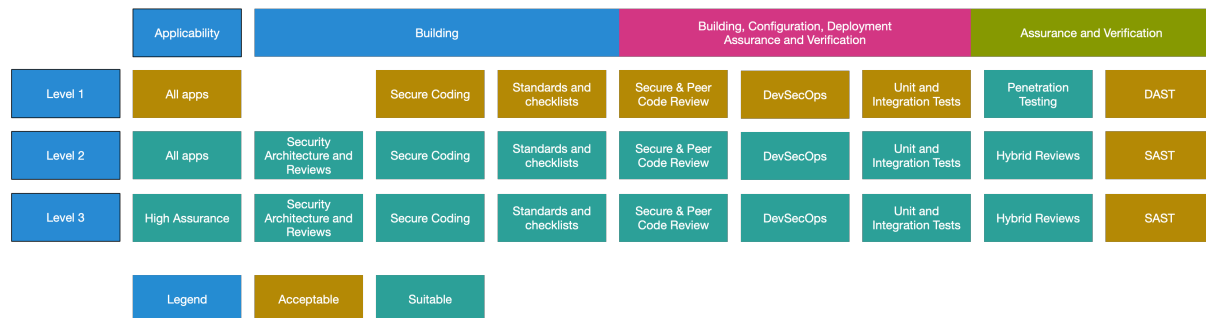 Applicability
Building
Building, Configuration, Deployment
Assurance and Verification
Assurance and Verification
Level 1
All apps
Secure Coding
Standards and
checklists
Secure & Peer
Code Review
DevSecOps
Unit and
Integration Tests
Penetration
Testing
DAST
Level 2
All apps
Security
Architecture and
Reviews
Secure Coding
Standards and
checklists
Secure & Peer
Code Review
DevSecOps
Unit and
Integration Tests
Hybrid Reviews
SAST
Level 3
High Assurance
Security
Architecture and
Reviews
Secure Coding
Standards and
checklists
Secure & Peer
Code Review
DevSecOps
Unit and
Integration Tests
Hybrid Reviews
SAST
Legend
Acceptable
Suitable